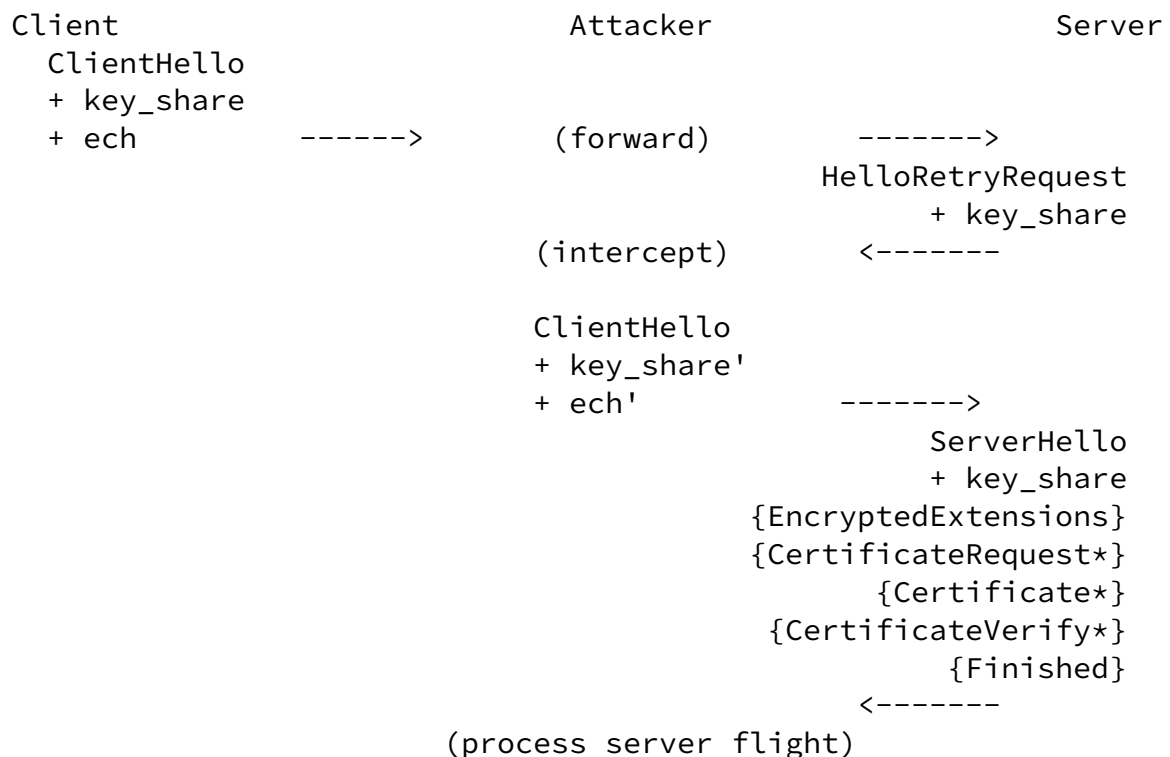 Client Attacker Server
ClientHello
+ key_share
+ ech ------> (forward) ------->
HelloRetryRequest
+ key_share
(intercept) <-------
ClientHello
+ key_share'
+ ech' ------->
ServerHello
+ key_share
{EncryptedExtensions}
{CertificateRequest*}
{Certificate*}
{CertificateVerify*}
{Finished}
<-------
(process server flight)